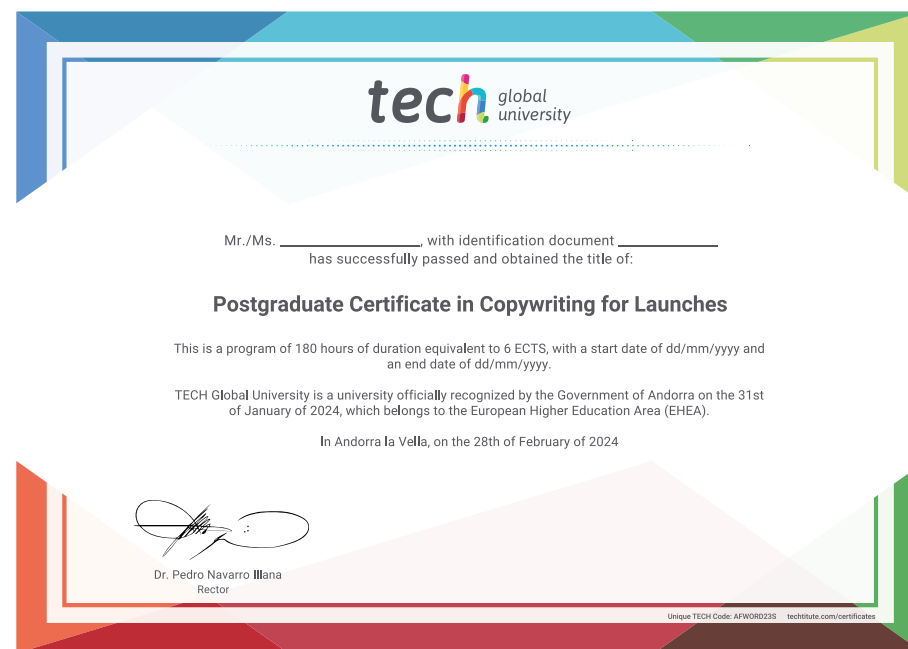 tech global university
Mr./Ms. ____________________, with identification document ______________
has successfully passed and obtained the title of:
Postgraduate Certificate in Copywriting for Launches
This is a program of 180 hours of duration equivalent to 6 ECTS, with a start date of dd/mm/yyyy and
an end date of dd/mm/yyyy.
TECH Global University is a university officially recognized by the Government of Andorra on the 31st
of January of 2024, which belongs to the European Higher Education Area (EHEA).
In Andorra la Vella, on the 28th of February of 2024
Dr. Pedro Navarro Illana
Rector
Unique TECH Code: AFWORD23S techtitute.com/certificates